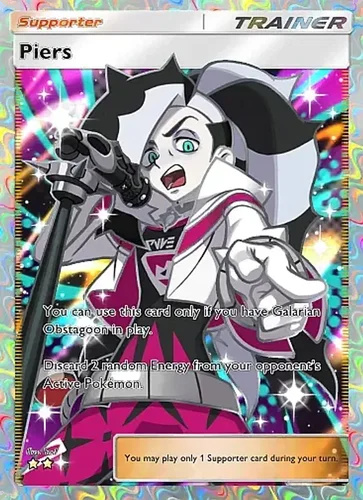 Supporter
TRAINER
Piers
You can use this card only if you have Galarian
Obstagoon in play.
Discard 2 random Energy from your opponent's
Active Pokémon.
You may play only 1 Supporter card during your turn.